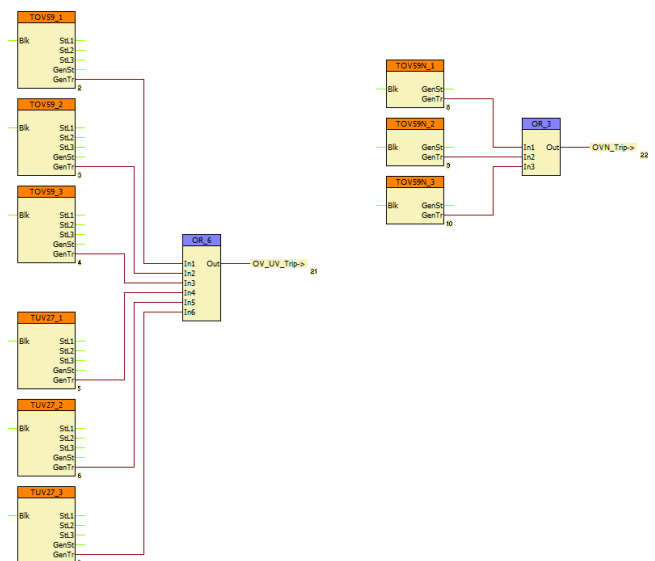 TOV59_1
Blk StL1
StL2
StL3
GenSt
GenTr
2
TOV59_2
Blk StL1
StL2
StL3
GenSt
GenTr
3
TOV59_3
Blk StL1
StL2
StL3
GenSt
GenTr
4
OR_6
In1 Out
In2
In3
In4
In5
In6
OV_UV_Trip->
21
TUV27_1
Blk StL1
StL2
StL3
GenSt
GenTr
5
TUV27_2
Blk StL1
StL2
StL3
GenSt
GenTr
6
TUV27_3
Blk StL1
StL2
StL3
GenSt
GenTr
TOV59N_1
Blk GenSt
GenTr
8
TOV59N_2
Blk GenSt
GenTr
9
TOV59N_3
Blk GenSt
GenTr
10
OR_3
In1 Out
In2
In3
OVN_Trip->
22